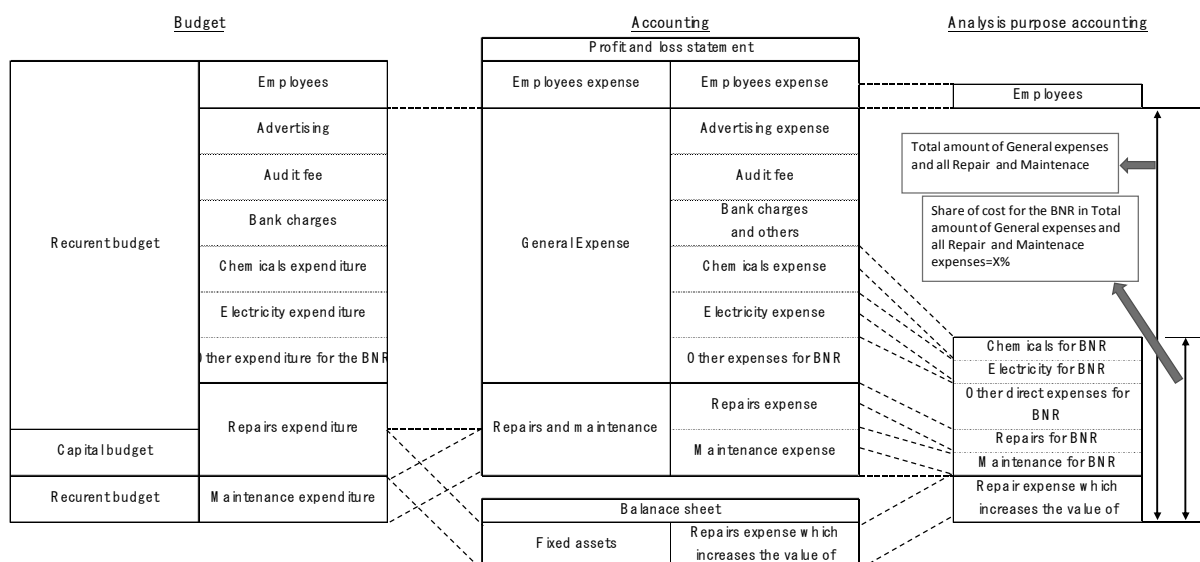 Budget
Accounting
Analysis purpose accounting
Recurent budget
Capital budget
Recurent budget
Employees
Advertising
Audit fee
Bank charges
Chemicals expenditure
Electricity expenditure
Other expenditure for the BNR
Repairs expenditure
Maintenance expenditure
Profit and loss statement
Employees expense
General Expense
Repairs and maintenance
Employees expense
Advertising expense
Audit fee
Bank charges
and others
Chemicals expense
Electricity expense
Other expenses for BNR
Repairs expense
Maintenance expense
Balanace sheet
Fixed assets
Repairs expense which
increases the value of
Employees
Total amount of General expenses
and all Repair and Maintenace
Share of cost for the BNR in Total
amount of General expenses and
all Repair and Maintenace
expenses=X%
Chemicals for BNR
Electricity for BNR
Other direct expenses for
BNR
Repairs for BNR
Maintenance for BNR
Repair expense which
increases the value of